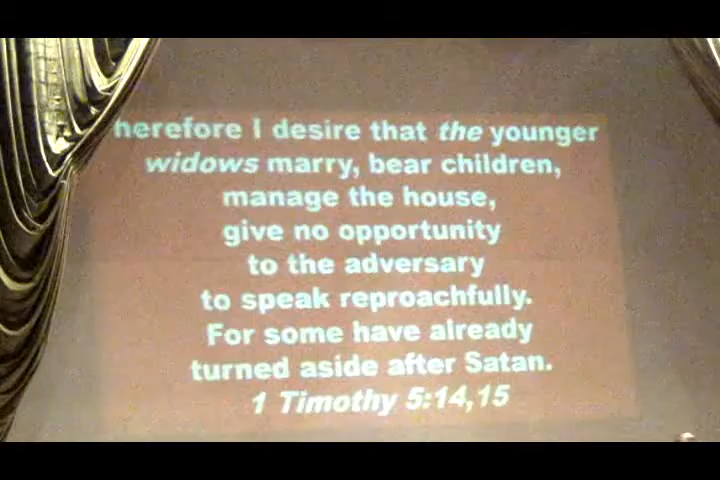 herefore I desire that the younger
widows marry, bear children,
manage the house,
give no opportunity
to the adversary
to speak reproachfully.
For some have already
turned aside after Satan.
1 Timothy 5:14,15